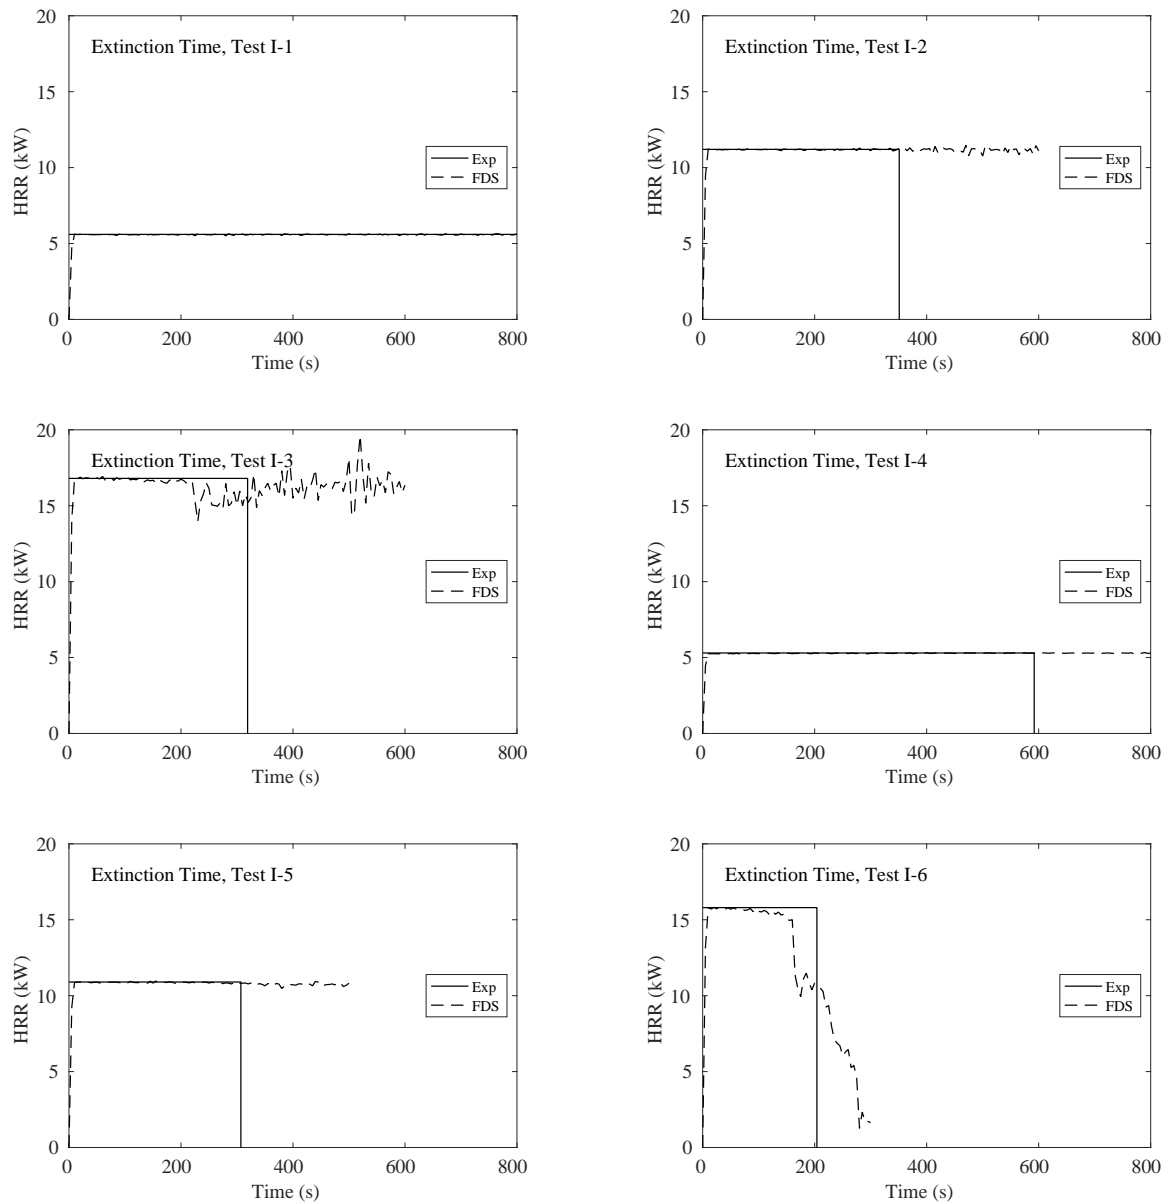 Extinction Time, Test I-1
20
15
10
5
0
HRR (kW)
Exp
FDS
0 200 400 600 800
Time (s)
Extinction Time, Test I-2
20
15
10
5
0
HRR (kW)
Exp
FDS
0 200 400 600 800
Time (s)
Extinction Time, Test I-3
20
15
10
5
0
HRR (kW)
Exp
FDS
0 200 400 600 800
Time (s)
Extinction Time, Test I-4
20
15
10
5
0
HRR (kW)
Exp
FDS
0 200 400 600 800
Time (s)
Extinction Time, Test I-5
20
15
10
5
0
HRR (kW)
Exp
FDS
0 200 400 600 800
Time (s)
Extinction Time, Test I-6
20
15
10
5
0
HRR (kW)
Exp
FDS
0 200 400 600 800
Time (s)